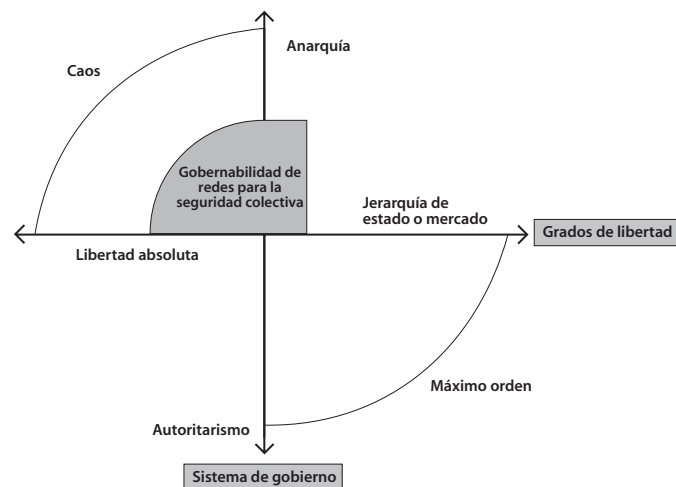 Anarquía
Caos
Gobernabilidad de
redes para la
seguridad colectiva
Jerarquía de
estado o mercado
Grados de libertad
Libertad absoluta
Máximo orden
Autoritarismo
Sistema de gobierno